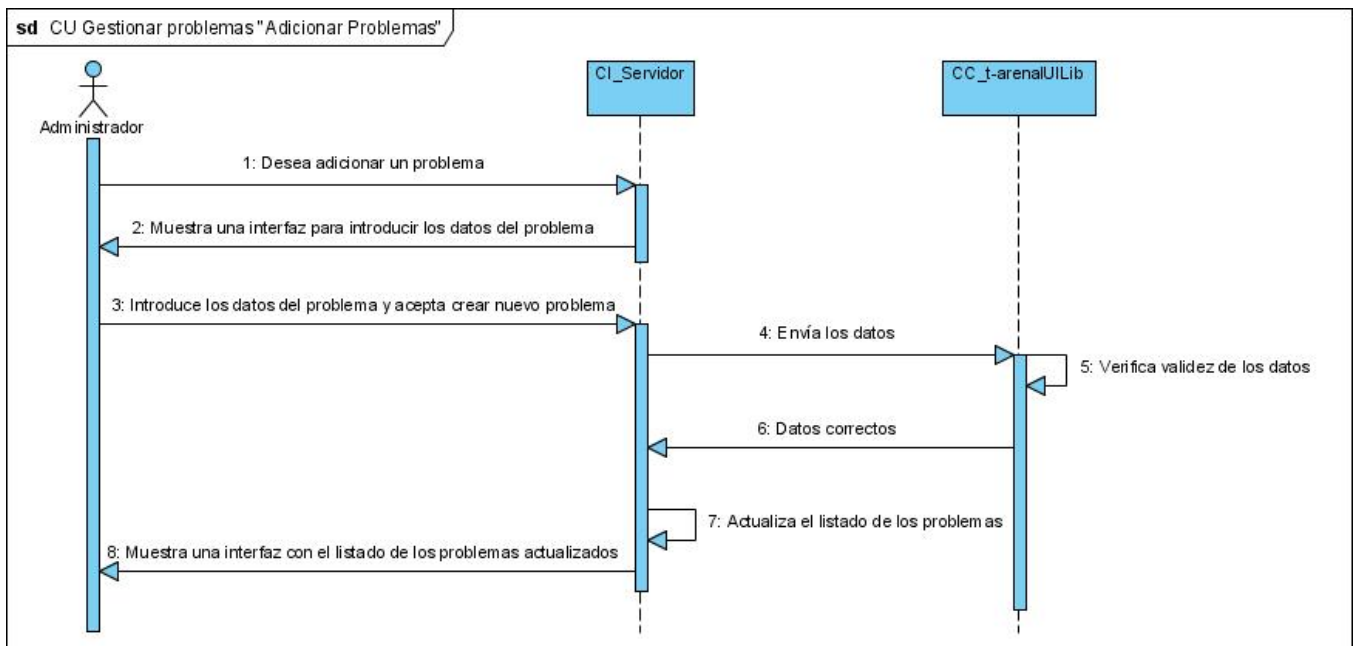 sd CU Gestionar problemas "Adicionar Problemas"
CI_Servidor
CC_t-arenalUILib
Administrador
1: Desea adicionar un problema
2: Muestra una interfaz para introducir los datos del problema
3: Introduce los datos del problema y acepta crear nuevo problema
4: Envía los datos
5: Verifica validez de los datos
6: Datos correctos
7: Actualiza el listado de los problemas
8: Muestra una interfaz con el listado de los problemas actualizados